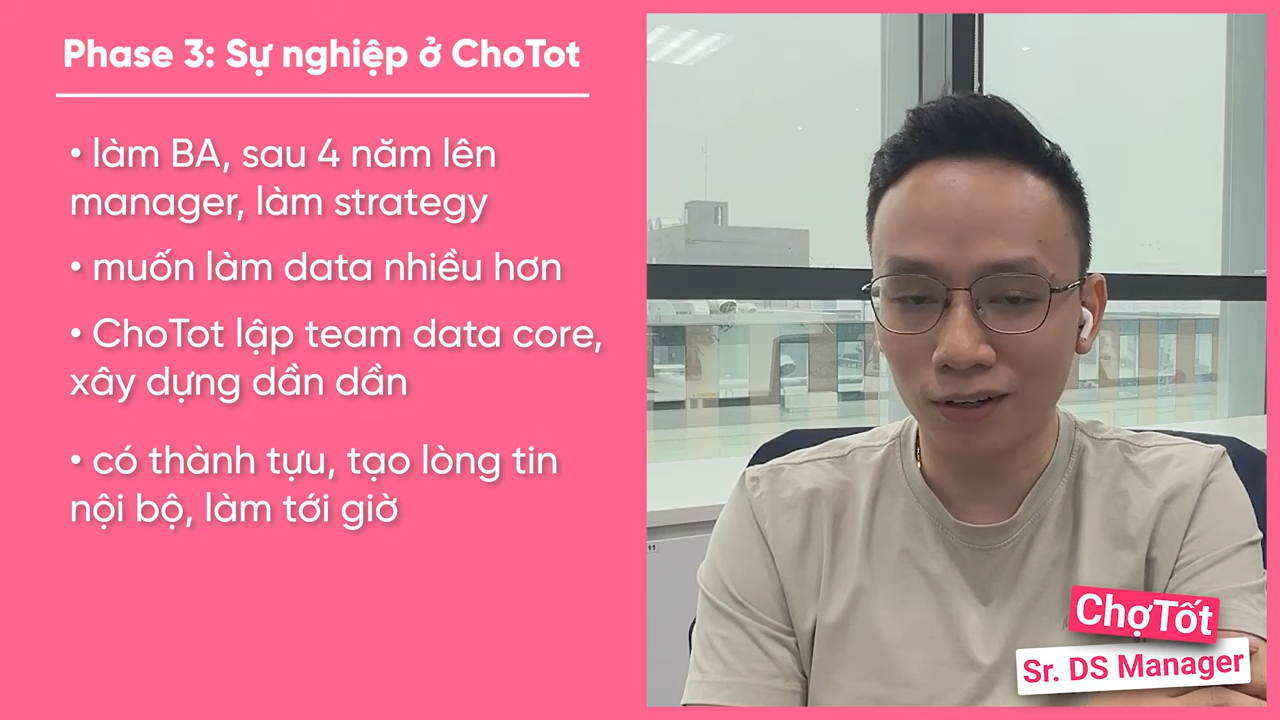 Phase 3: Sự nghiệp ở ChoTot
• làm BA, sau 4 năm lên
manager, làm strategy
• muốn làm data nhiều hơn
• ChoTot lập team data core,
xây dựng dần dần
• có thành tựu, tạo lòng tin
nội bộ, làm tới giờ
ChợTốt
Sr. DS Manager
11